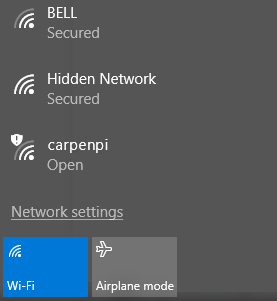 BELL
Secured
Hidden Network
Secured
carpenpi
Open
Network settings
Wi-Fi
Airplane mode